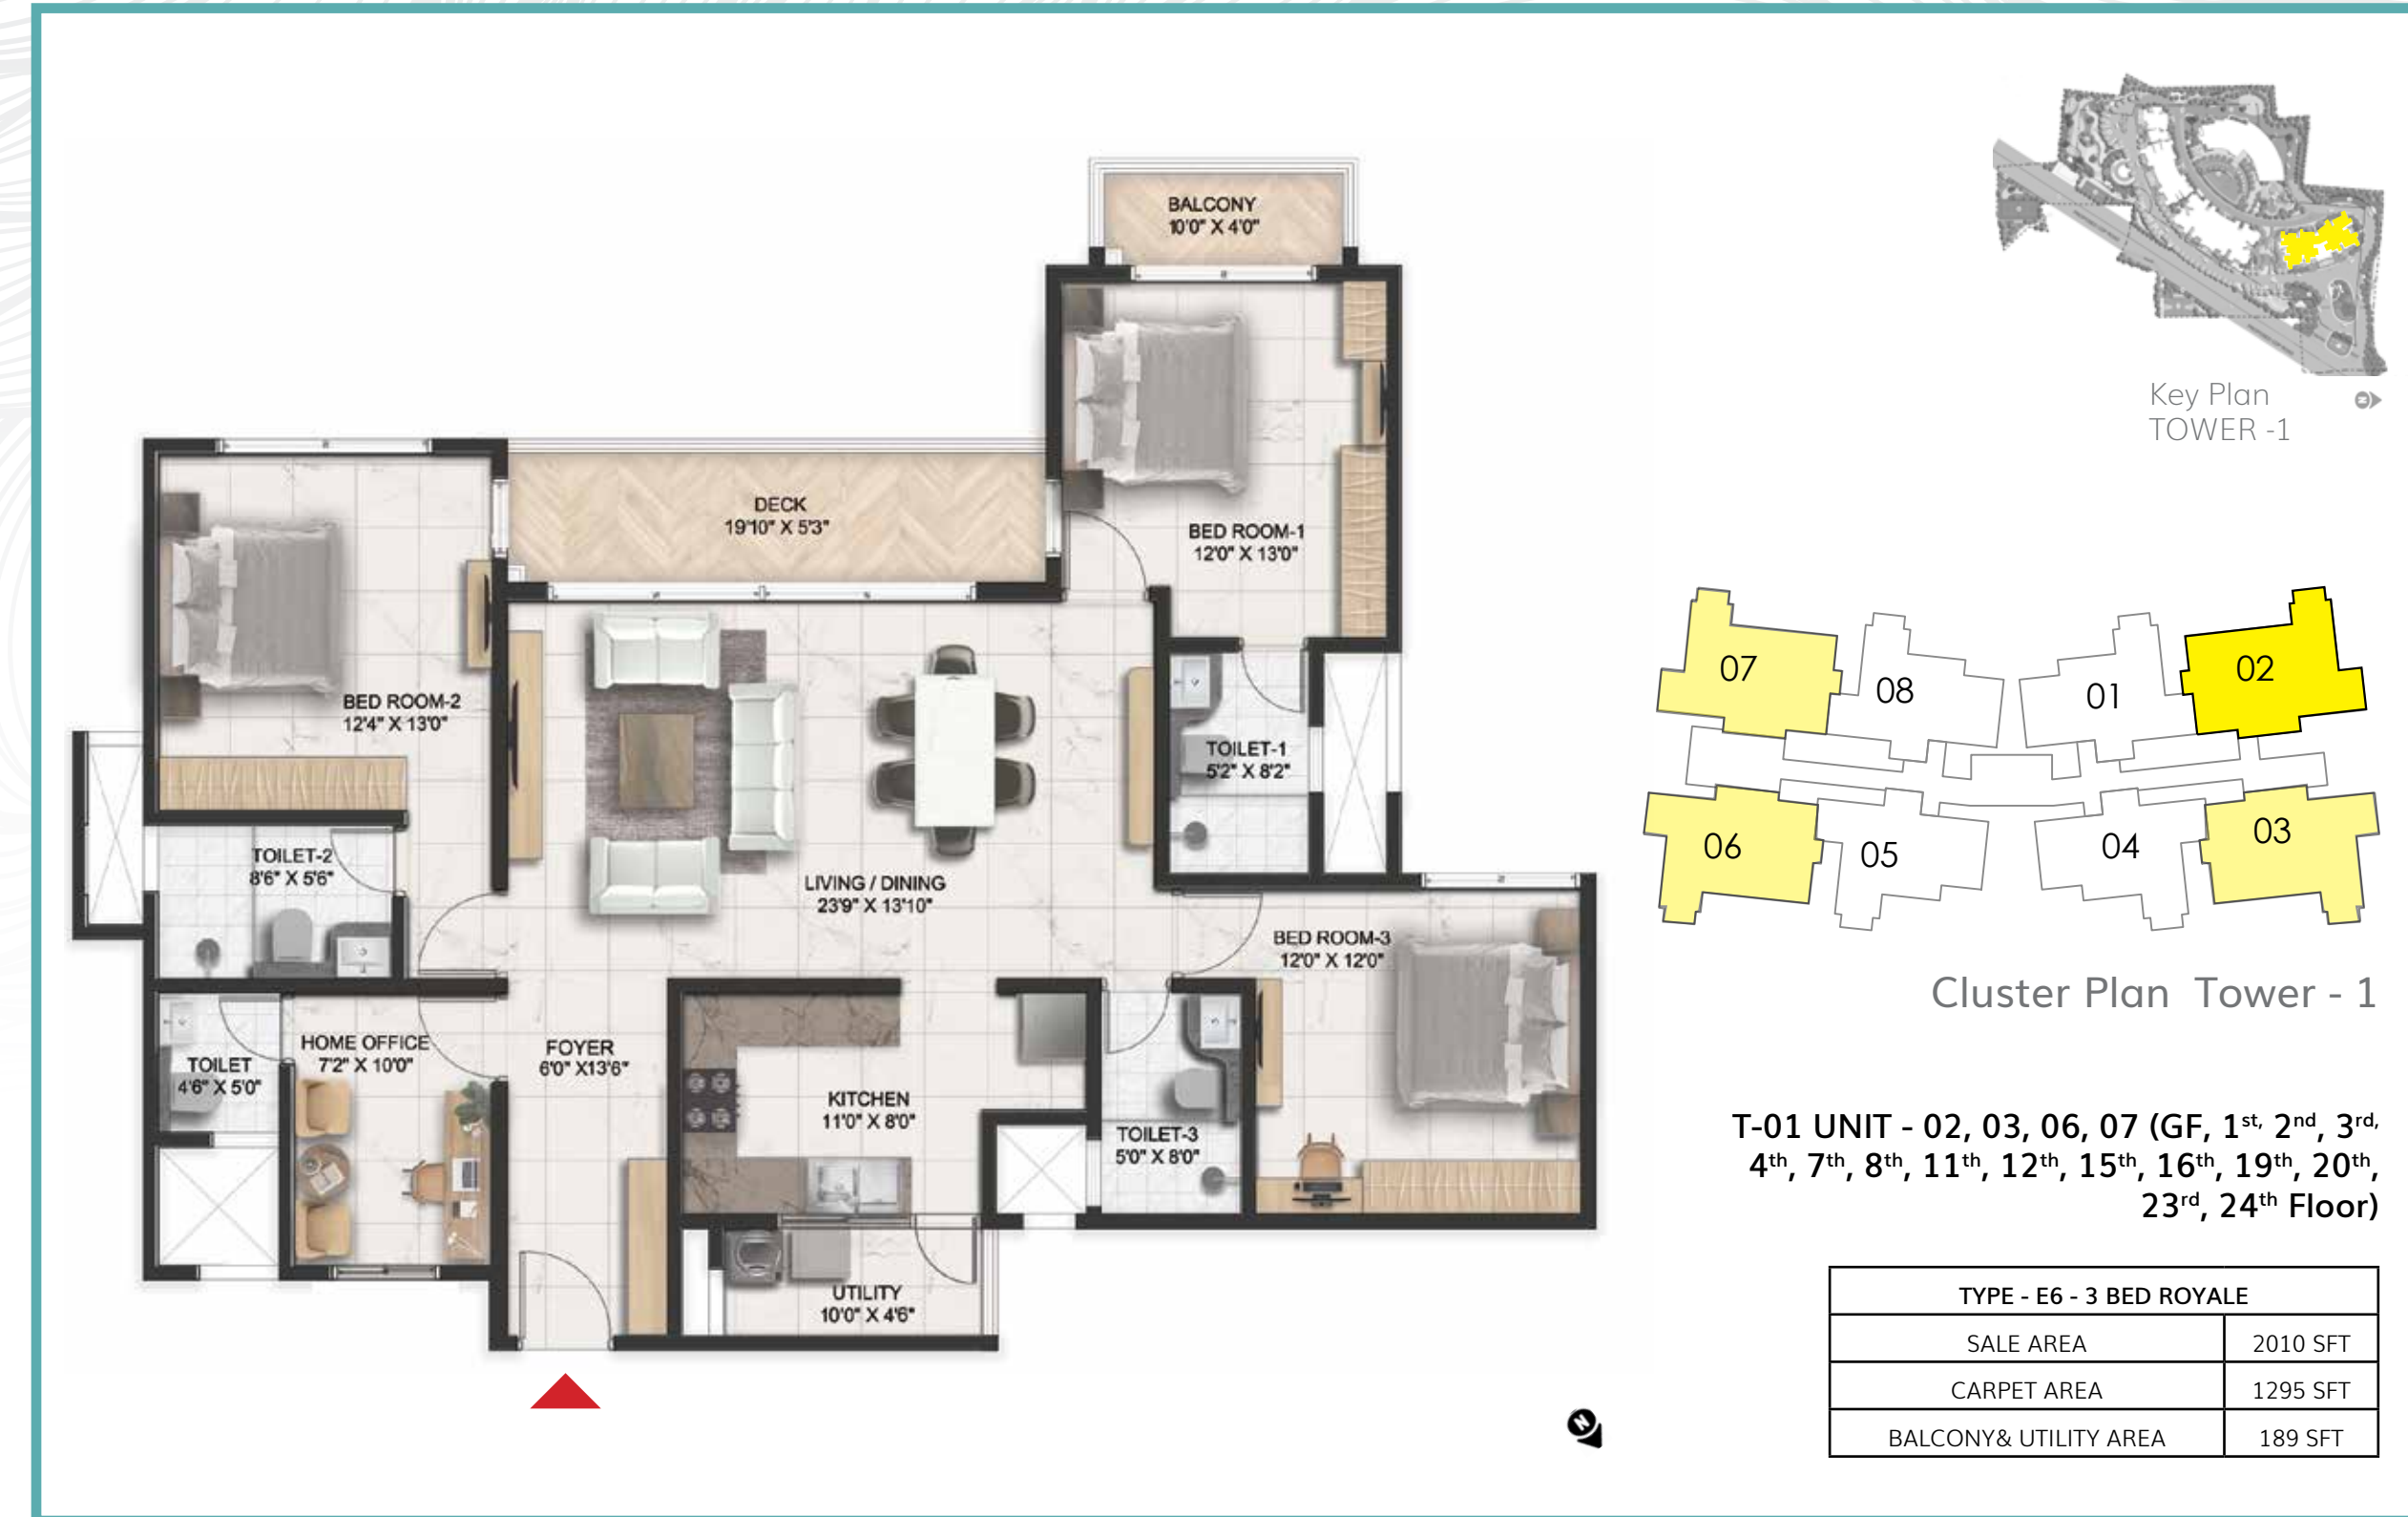 BALCONY
10'0" X 4'0"
DECK
19'10" X 5'3"
BED ROOM-1
12'0" X 13'0"
BED ROOM-2
12'4" X 13'0"
TOILET-1
5'2" X 8'2"
TOILET-2
8'6" X 5'6"
LIVING / DINING
23'9" X 13'10"
BED ROOM-3
12'0" X 12'0"
HOME OFFICE
7'2" X 10'0"
FOYER
6'0" X13'6"
TOILET
4'6" X 5'0"
KITCHEN
11'0" X 8'0"
TOILET-3
5'0" X 8'0"
UTILITY
10'0" X 4'6"
N
Key Plan
TOWER -1
N
07
08
01
02
06
05
04
03
Cluster Plan Tower - 1
T-01 UNIT - 02, 03, 06, 07 (GF, 1st, 2nd, 3rd,
4th, 7th, 8th, 11th, 12th, 15th, 16th, 19th, 20th,
23rd, 24th Floor)
TYPE - E6 - 3 BED ROYALE
SALE AREA 2010 SFT
CARPET AREA 1295 SFT
BALCONY& UTILITY AREA 189 SFT